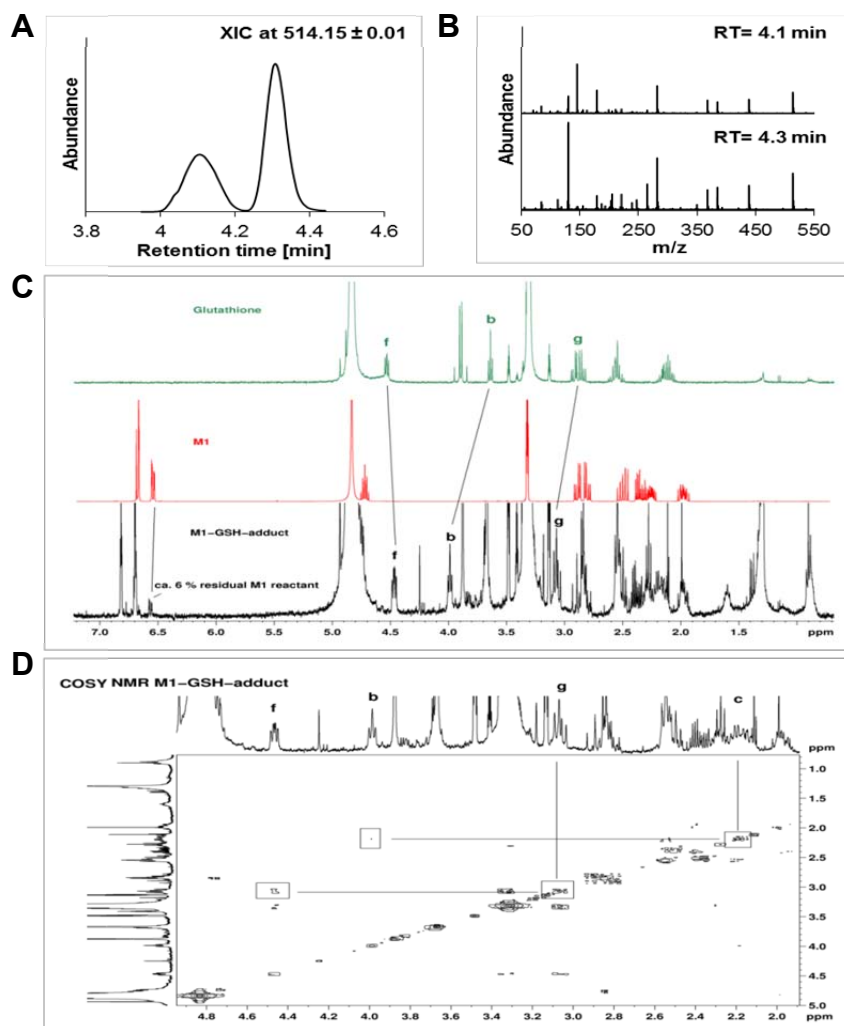 A
XIC at 514.15 ± 0.01
Abundance
3.8 4 4.2 4.4 4.6
Retention time [min]
B
RT= 4.1 min
RT= 4.3 min
Abundance
50 150 250 350 450 550
m/z
C
Glutathione
f b g
M1
M1-GSH-adduct
f b g
ca. 6 % residual M1 reactant
7.0 6.5 6.0 5.5 5.0 4.5 4.0 3.5 3.0 2.5 2.0 1.5 ppm
D
COSY NMR M1-GSH-adduct
f b g c
ppm
ppm
1.0
1.5
2.0
2.5
3.0
3.5
4.0
4.5
5.0
4.8 4.6 4.4 4.2 4.0 3.8 3.6 3.4 3.2 3.0 2.8 2.6 2.4 2.2 2.0 ppm